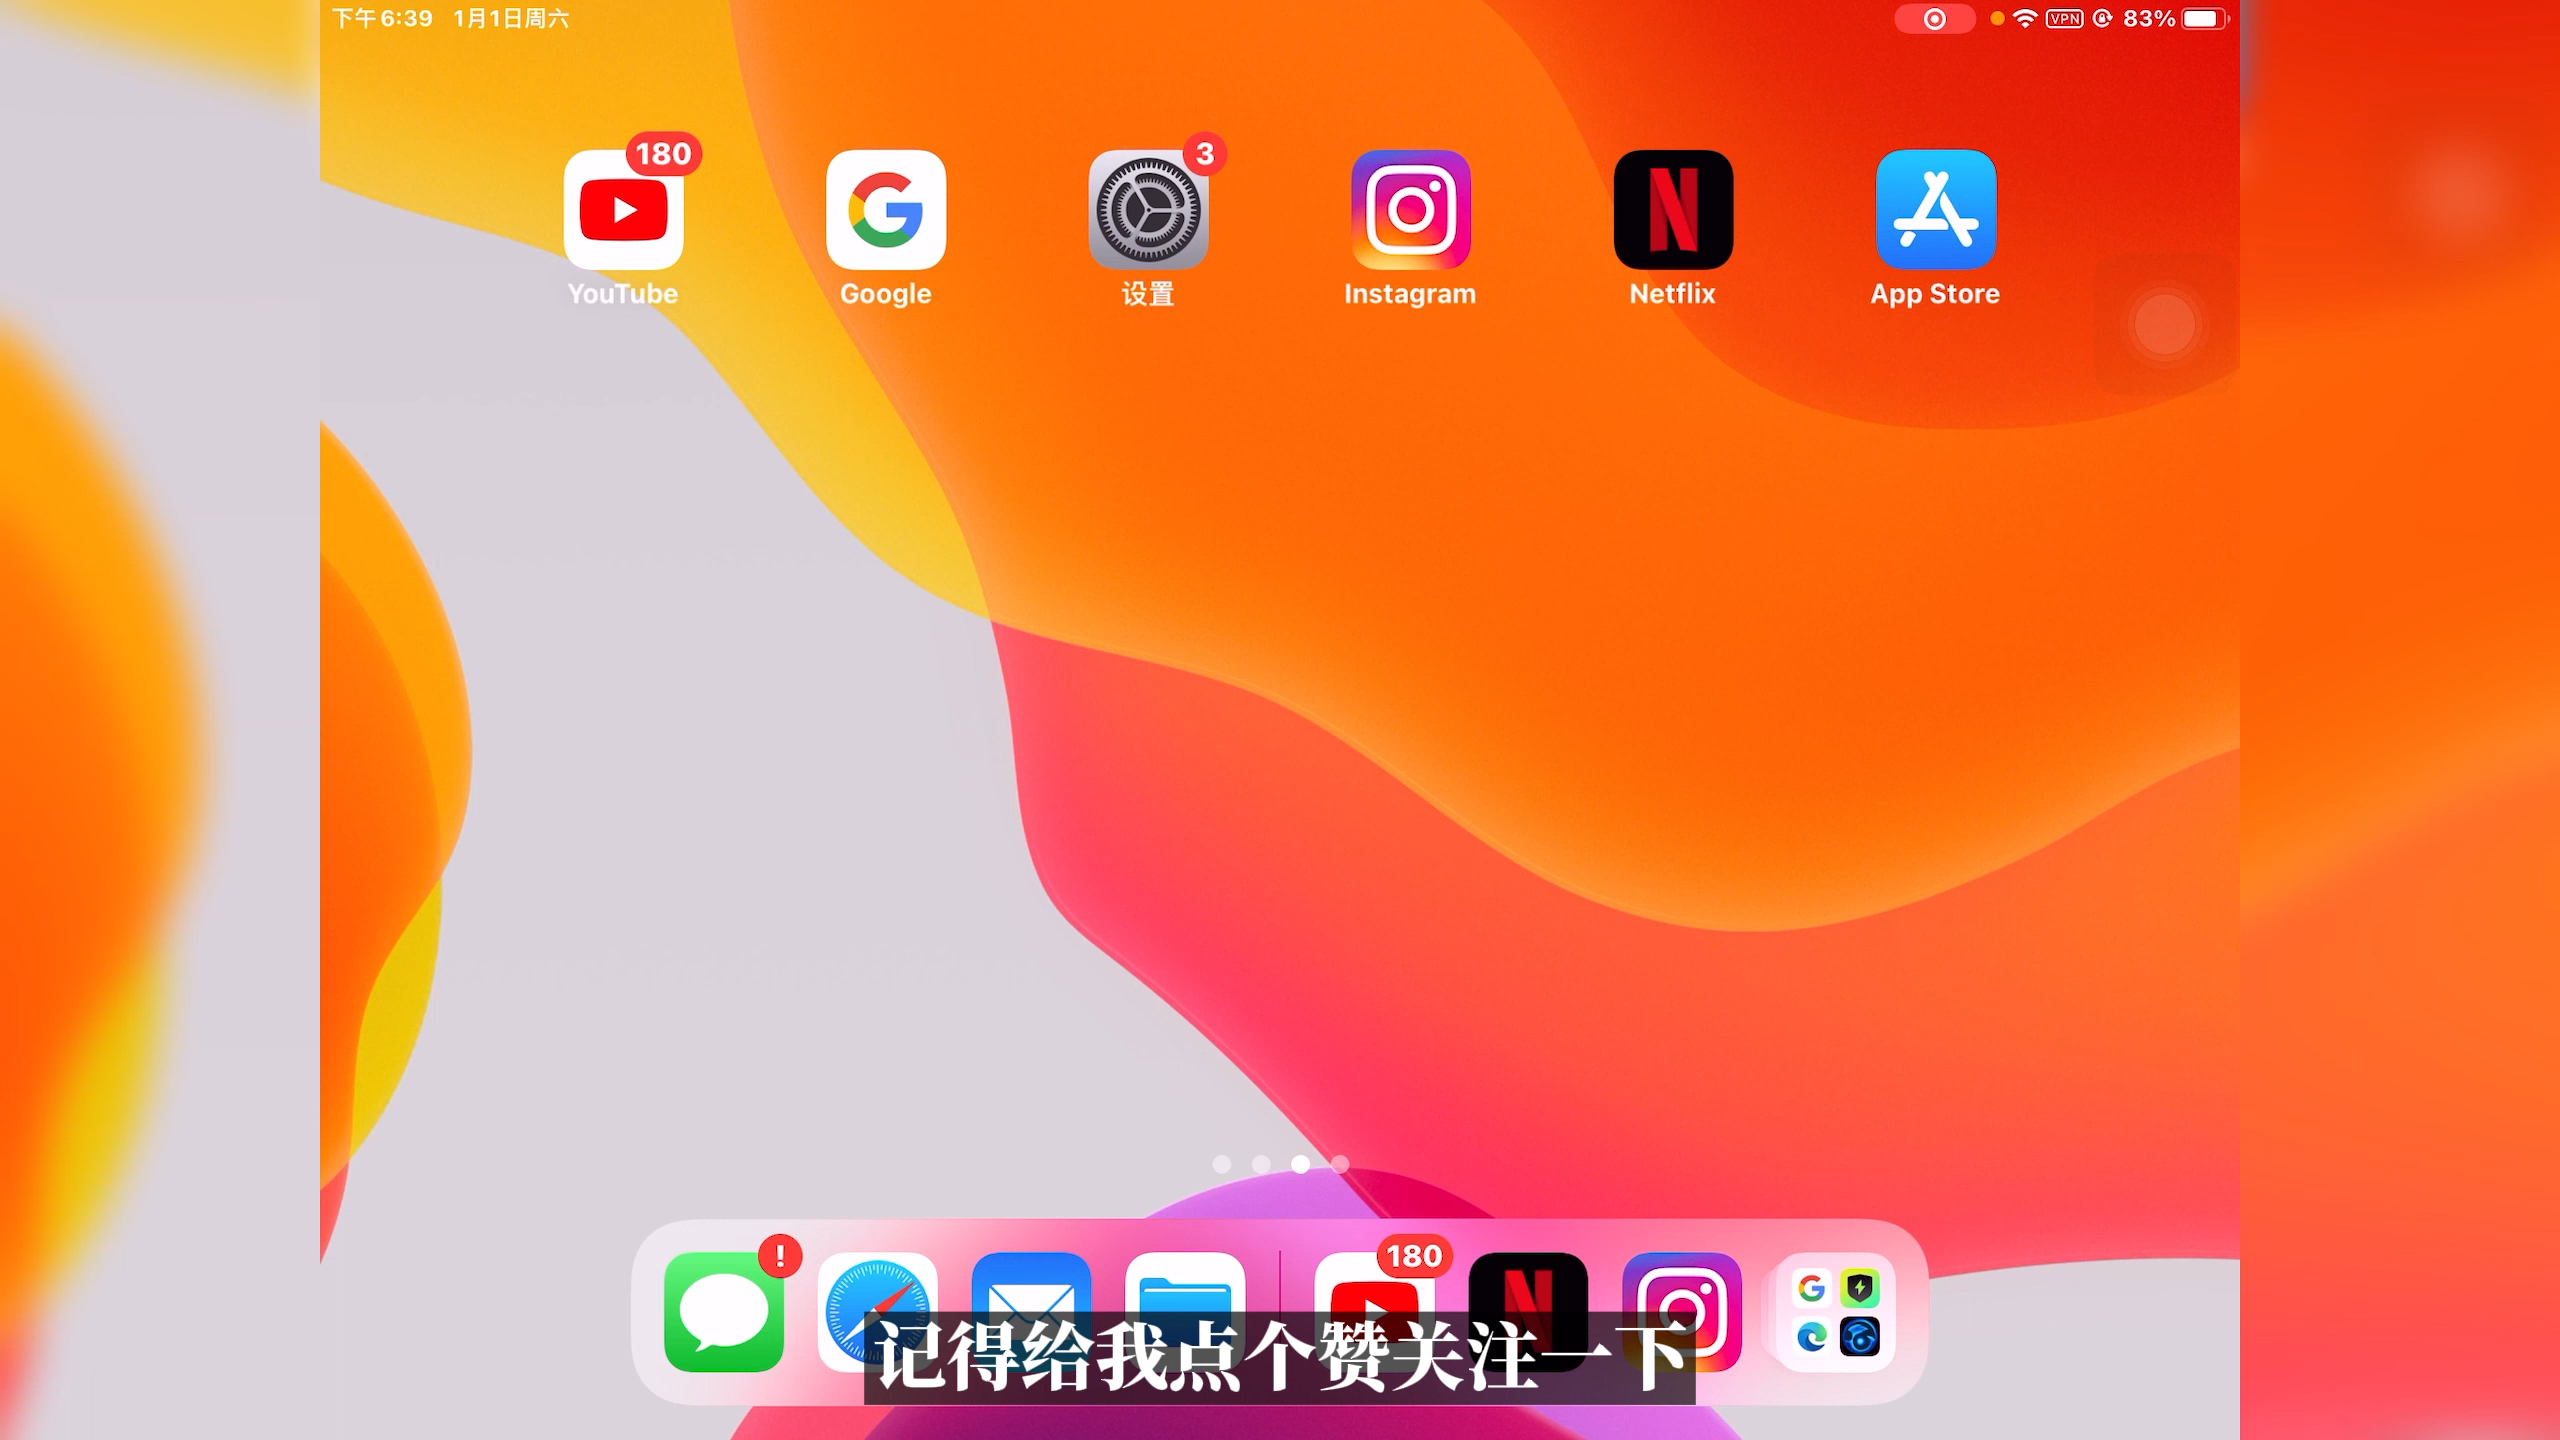 下午6:39 1月1日周六
VPN 83%
180
3
YouTube
Google
设置
Instagram
Netflix
App Store
!
180
记得给我点个赞关注一下